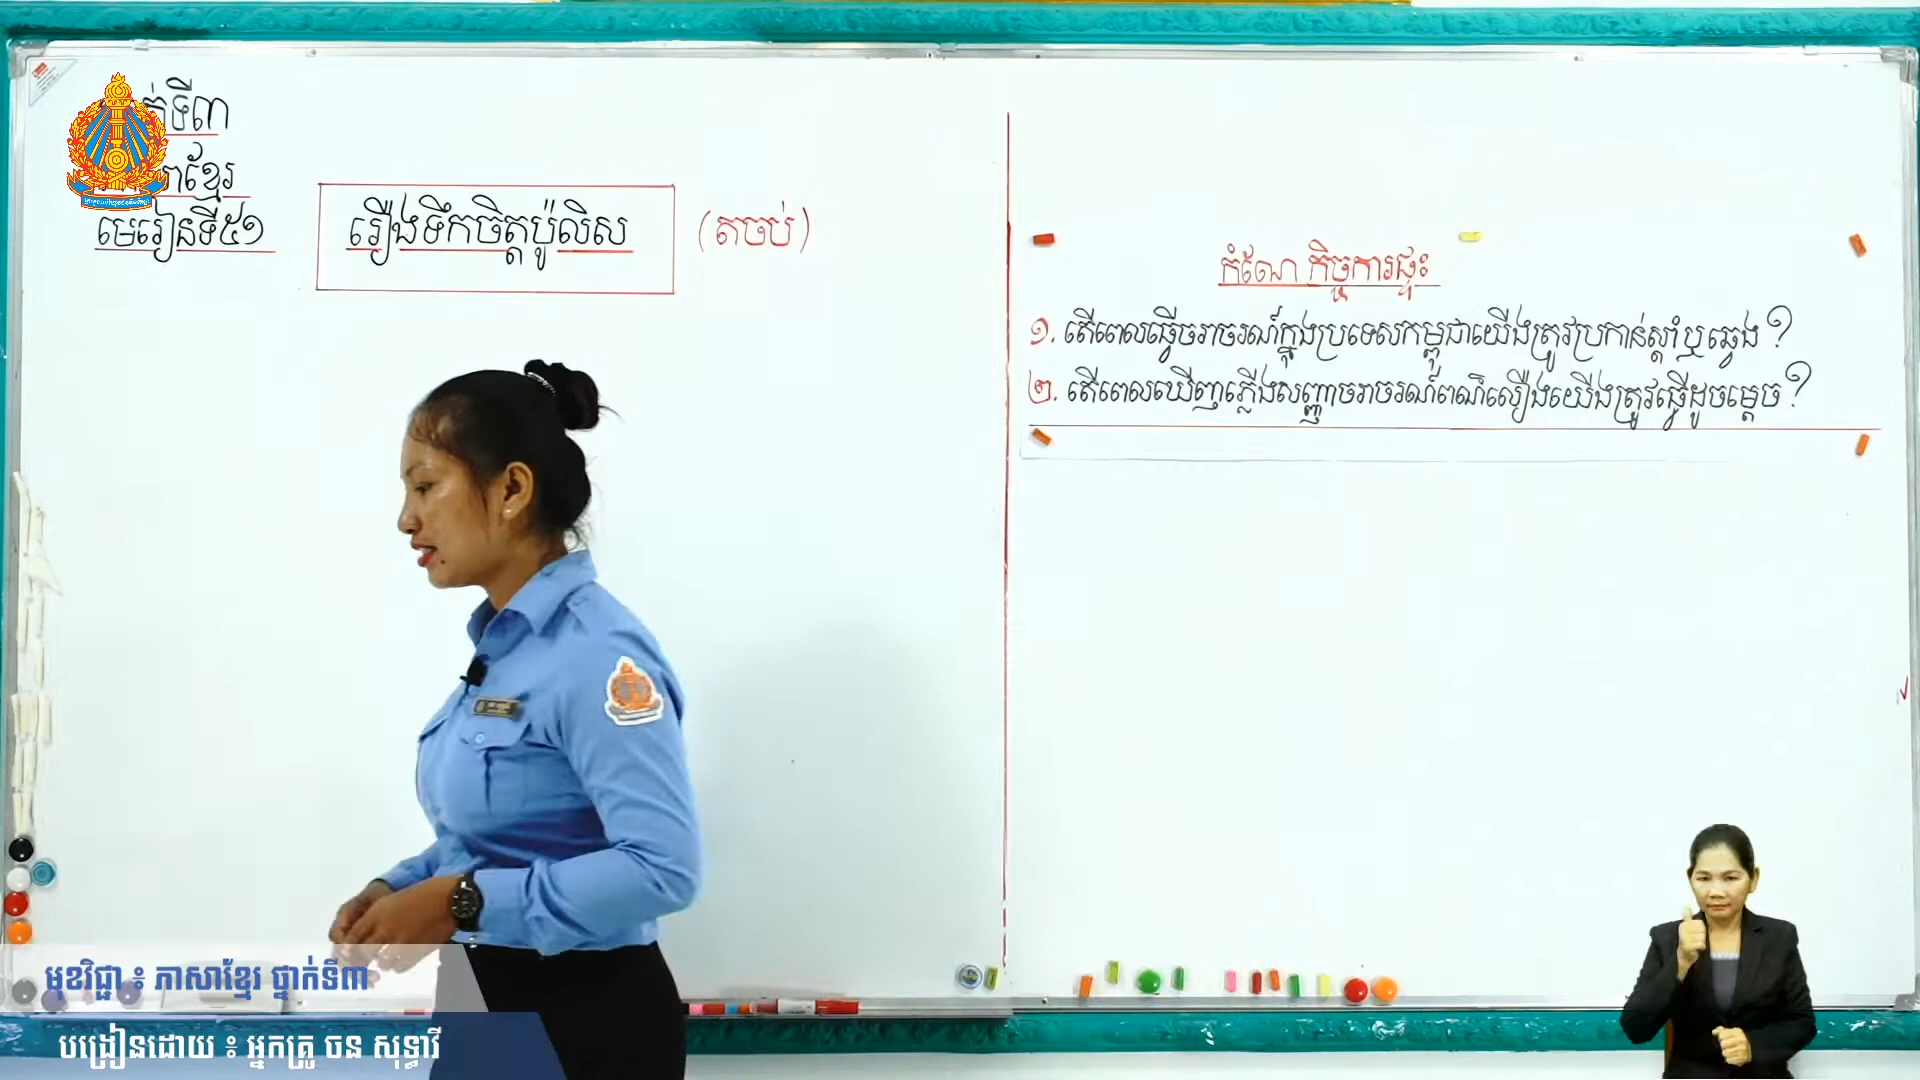 ថ្នាក់ទី៣
ភាសាខ្មែរ
មេរៀនទី៥១
រឿងទឹកចិត្តប៉ូលិស (តចប់)
កំណែ កិច្ចការផ្ទះ
១. តើពេលធ្វើចរាចរណ៍ក្នុងប្រទេសកម្ពុជាយើងត្រូវប្រកាន់ស្តាំឬឆ្វេង ?
២. តើពេលឃើញភ្លើងសញ្ញាចរាចរណ៍ពណ៌លឿងយើងត្រូវធ្វើដូចម្តេច ?
មុខវិជ្ជា ៖ ភាសាខ្មែរ ថ្នាក់ទី៣
បង្រៀនដោយ ៖ អ្នកគ្រូ ចន សុទ្ធាវី